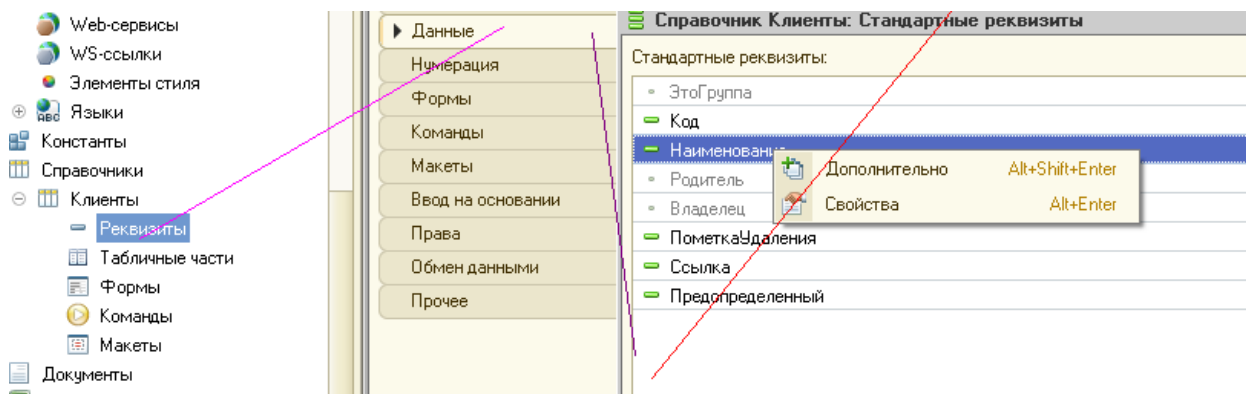 Web-сервисы
WS-ссылки
Элементы стиля
Языки
Константы
Справочники
Клиенты
Реквизиты
Табличные части
Формы
Команды
Макеты
Документы
Данные
Нумерация
Формы
Команды
Макеты
Ввод на основании
Права
Обмен данными
Прочее
Справочник Клиенты: Стандартные реквизиты
Стандартные реквизиты:
ЭтоГруппа
Код
Наименование
Родитель
Владелец
ПометкаУдаления
Ссылка
Предопределенный
Дополнительно Alt+Shift+Enter
Свойства Alt+Enter